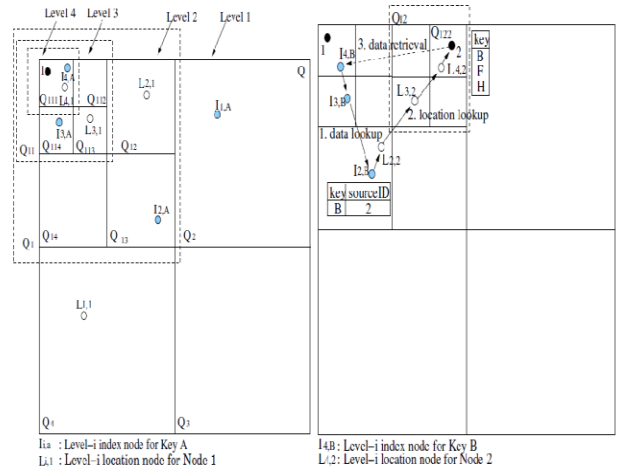 Level 4 Level 3 Level 2 Level 1
1 I4,A L4,1 L2,1 I1,A Q
Q111 Q112
I3,A L3,1
Q11 Q114 Q113 Q12
I2,A
Q1 Q14 Q13 Q2
L1,1
Q4 Q3
Ii,a : Level-i index node for Key A
Li,1 : Level-i location node for Node 1
Q12
1 I4,B 3. data retrieval Q122 2 key
L4,2 B
F
H
I3,B L3,2
2. location lookup
1. data lookup
L2,2
I2,B
key sourceID
B 2
I4,B : Level-i index node for Key B
L4,2 : Level-i location node for Node 2